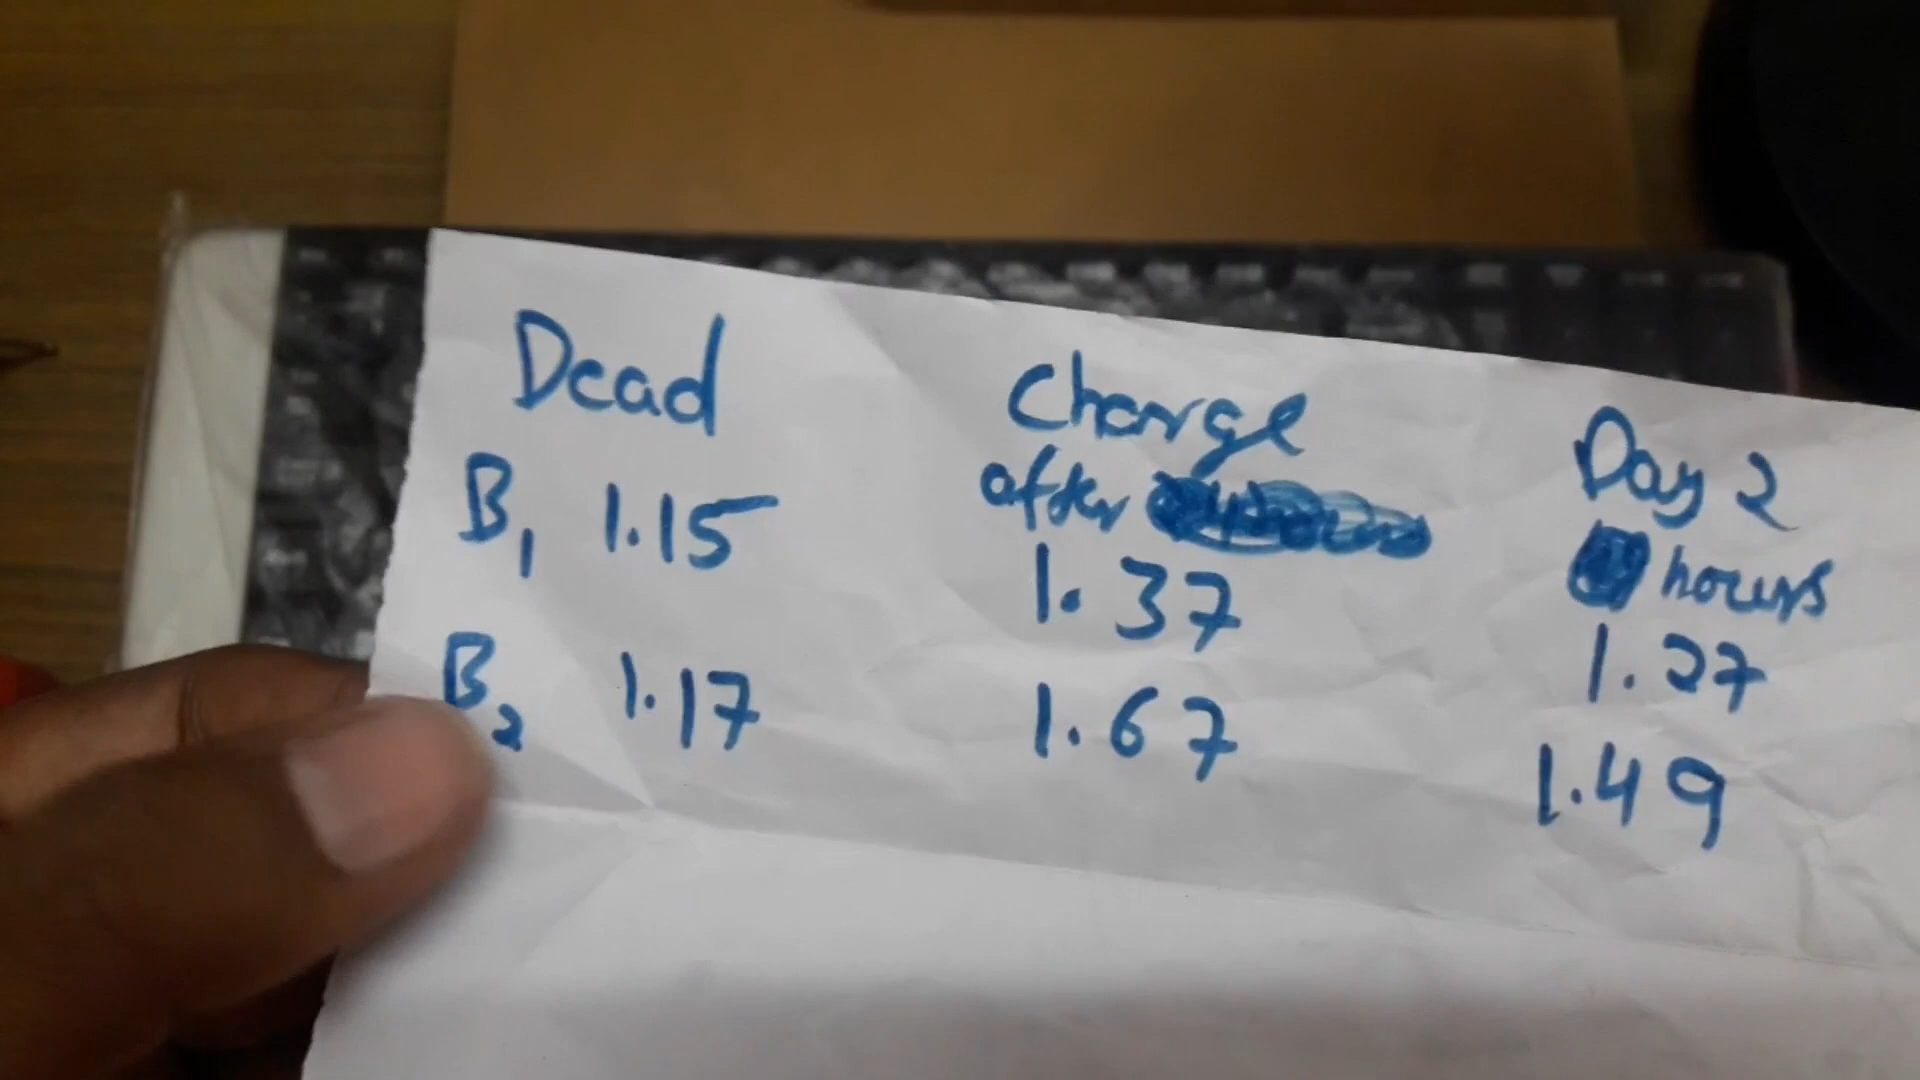 Dead
Charge
after
Day 2
hours
B1 1.15
1.37
1.27
B2 1.17
1.67
1.49